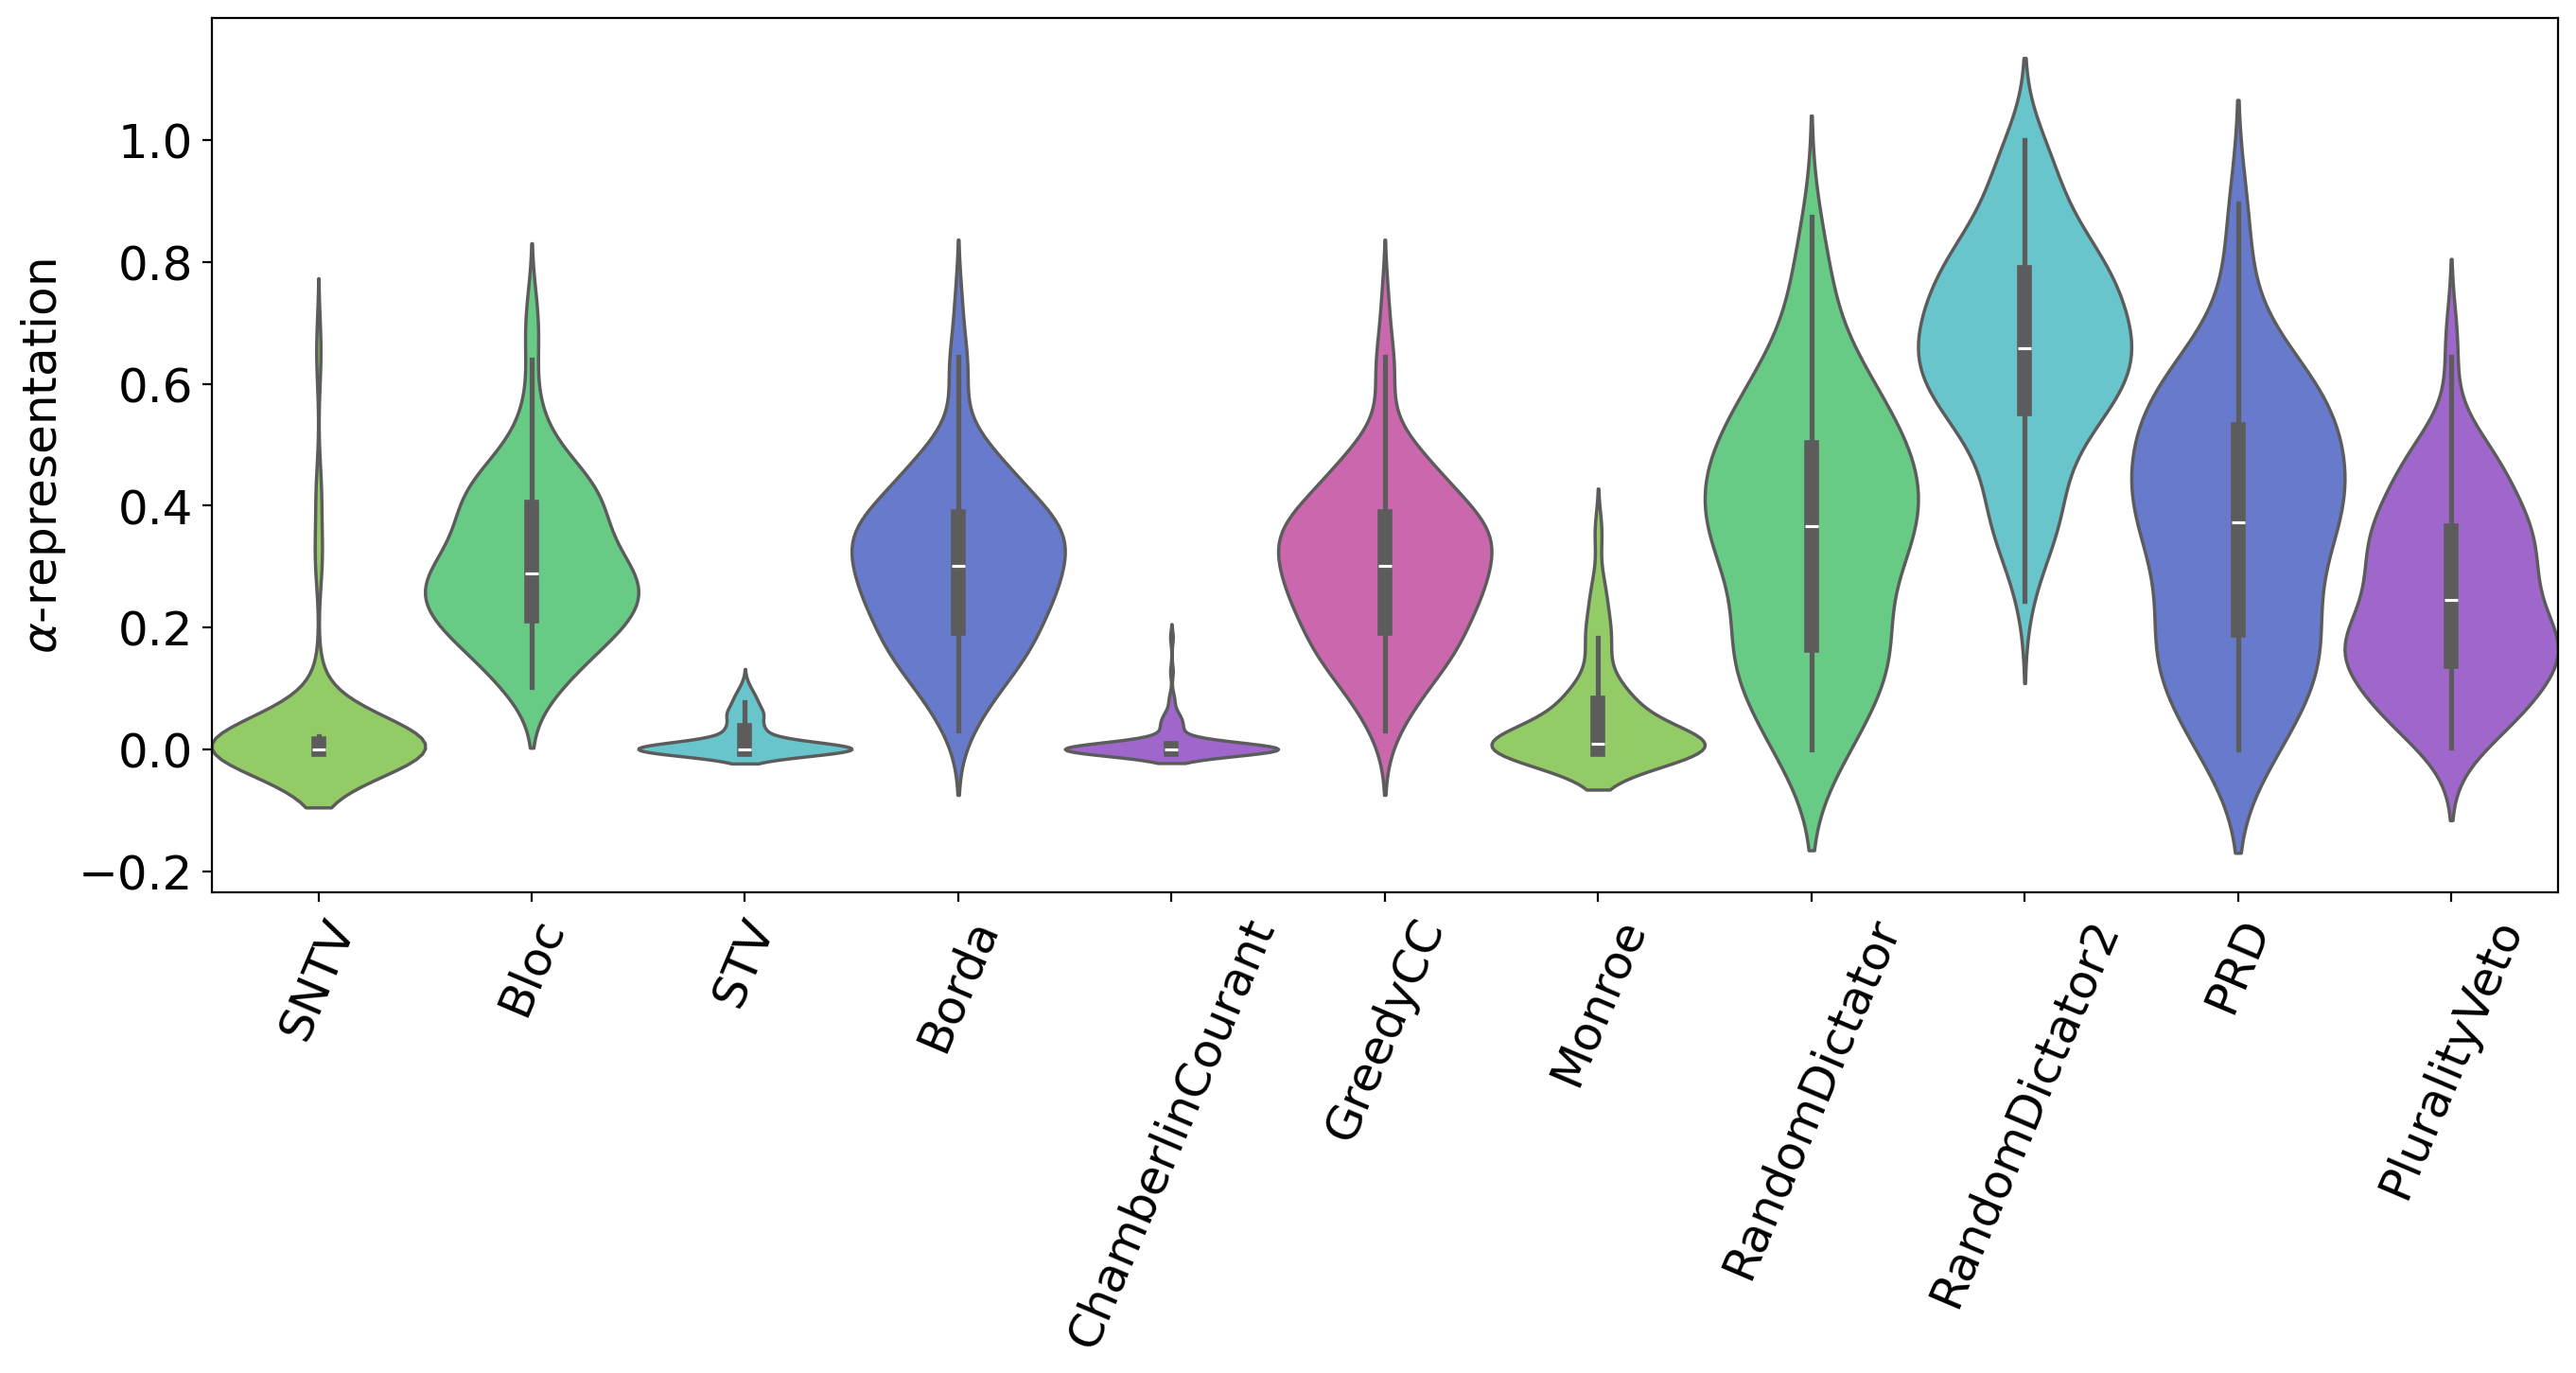 α-representation
1.0
0.8
0.6
0.4
0.2
0.0
−0.2
SNTV
Bloc
STV
Borda
ChamberlinCourant
GreedyCC
Monroe
RandomDictator
RandomDictator2
PRD
PluralityVeto